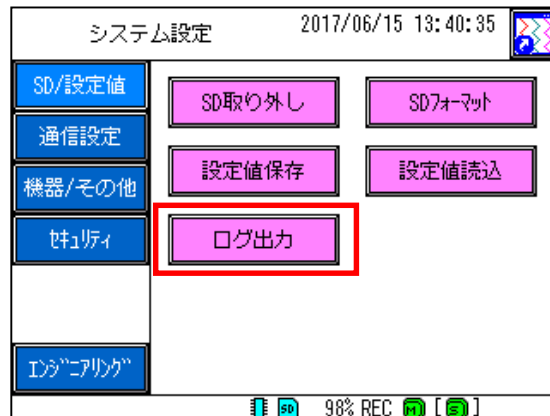 システム設定 2017/06/15 13:40:35
SD/設定値
通信設定
機器/その他
ｾｷｭﾘﾃｨ
ｴﾝｼﾞﾆｱﾘﾝｸﾞ
SD取り外し SDﾌｫｰﾏｯﾄ
設定値保存 設定値読込
ログ出力
SD 98% REC M [S]